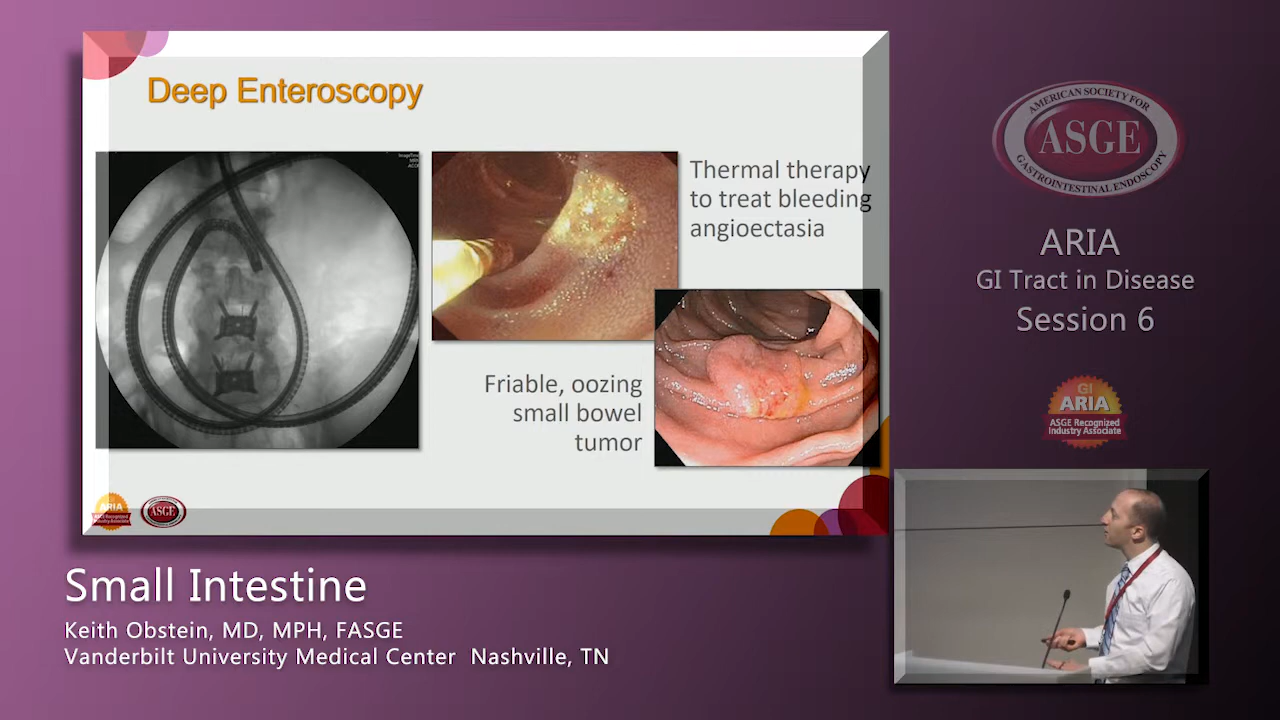 Deep Enteroscopy
Thermal therapy
to treat bleeding
angioectasia
Friable, oozing
small bowel
tumor
ARIA
ASGE
AMERICAN SOCIETY FOR
ASGE
GASTROINTESTINAL ENDOSCOPY
ARIA
GI Tract in Disease
Session 6
GI
ARIA
ASGE Recognized
Industry Associate
Small Intestine
Keith Obstein, MD, MPH, FASGE
Vanderbilt University Medical Center Nashville, TN